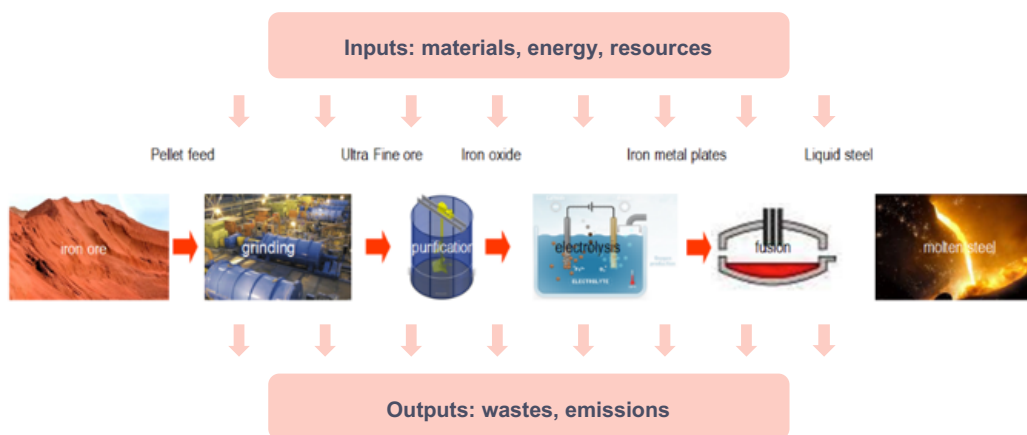 Inputs: materials, energy, resources
Pellet feed
Ultra Fine ore
Iron oxide
Iron metal plates
Liquid steel
iron ore
grinding
purification
electrolysis
fusion
molten steel
ELECTROLYTE
Outputs: wastes, emissions